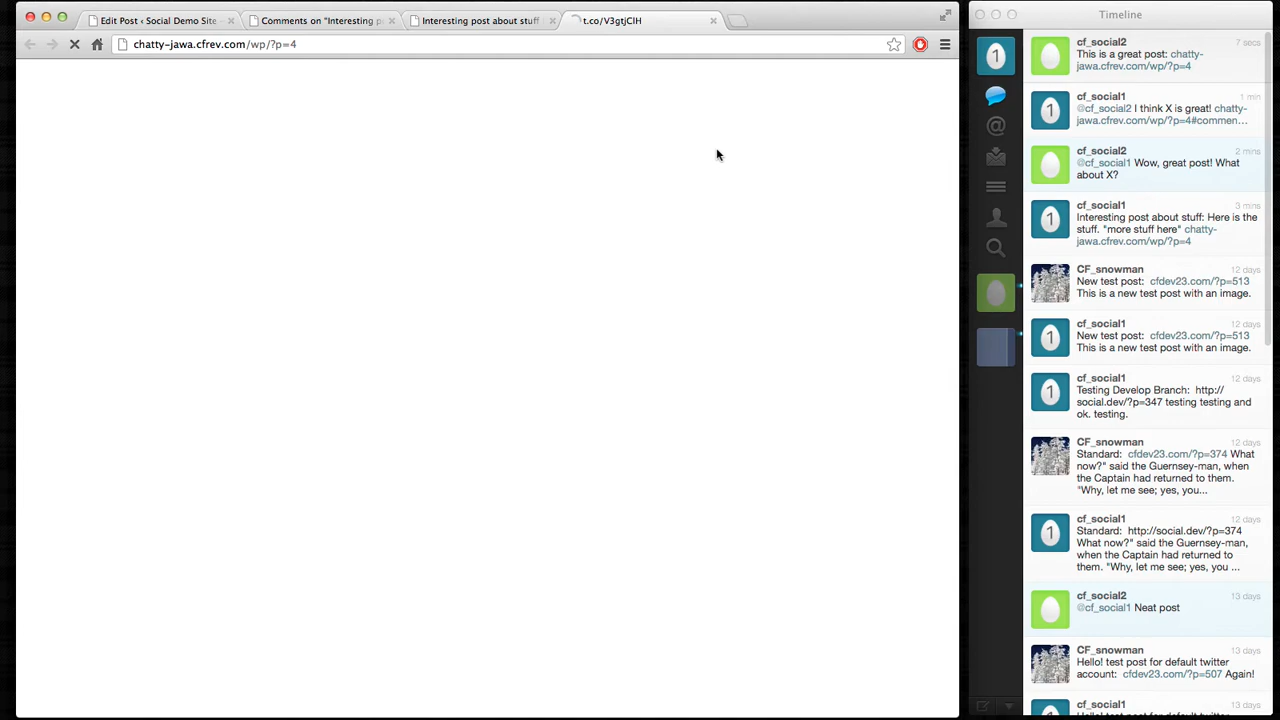 Edit Post ‹ Social Demo Site -
Comments on "Interesting p
Interesting post about stuff
t.co/V3gtjClH
chatty-jawa.cfrev.com/wp/?p=4
Timeline
cf_social2 7 secs
This is a great post: chatty-
jawa.cfrev.com/wp/?p=4
cf_social1 1 min
@cf_social2 I think X is great! chatty-
jawa.cfrev.com/wp/?p=4#commen...
cf_social2 2 mins
@cf_social1 Wow, great post! What
about X?
cf_social1 3 mins
Interesting post about stuff: Here is the
stuff. "more stuff here" chatty-
jawa.cfrev.com/wp/?p=4
CF_snowman 12 days
New test post: cfdev23.com/?p=513
This is a new test post with an image.
cf_social1 12 days
New test post: cfdev23.com/?p=513
This is a new test post with an image.
cf_social1 12 days
Testing Develop Branch: http://
social.dev/?p=347 testing testing and
ok. testing.
CF_snowman 12 days
Standard: cfdev23.com/?p=374 What
now?" said the Guernsey-man, when
the Captain had returned to them.
"Why, let me see; yes, you...
cf_social1 12 days
Standard: http://social.dev/?p=374
What now?" said the Guernsey-man,
when the Captain had returned to
them. "Why, let me see; yes, you ...
cf_social2 13 days
@cf_social1 Neat post
CF_snowman 13 days
Hello! test post for default twitter
account: cfdev23.com/?p=507 Again!
cf_social1 13 days